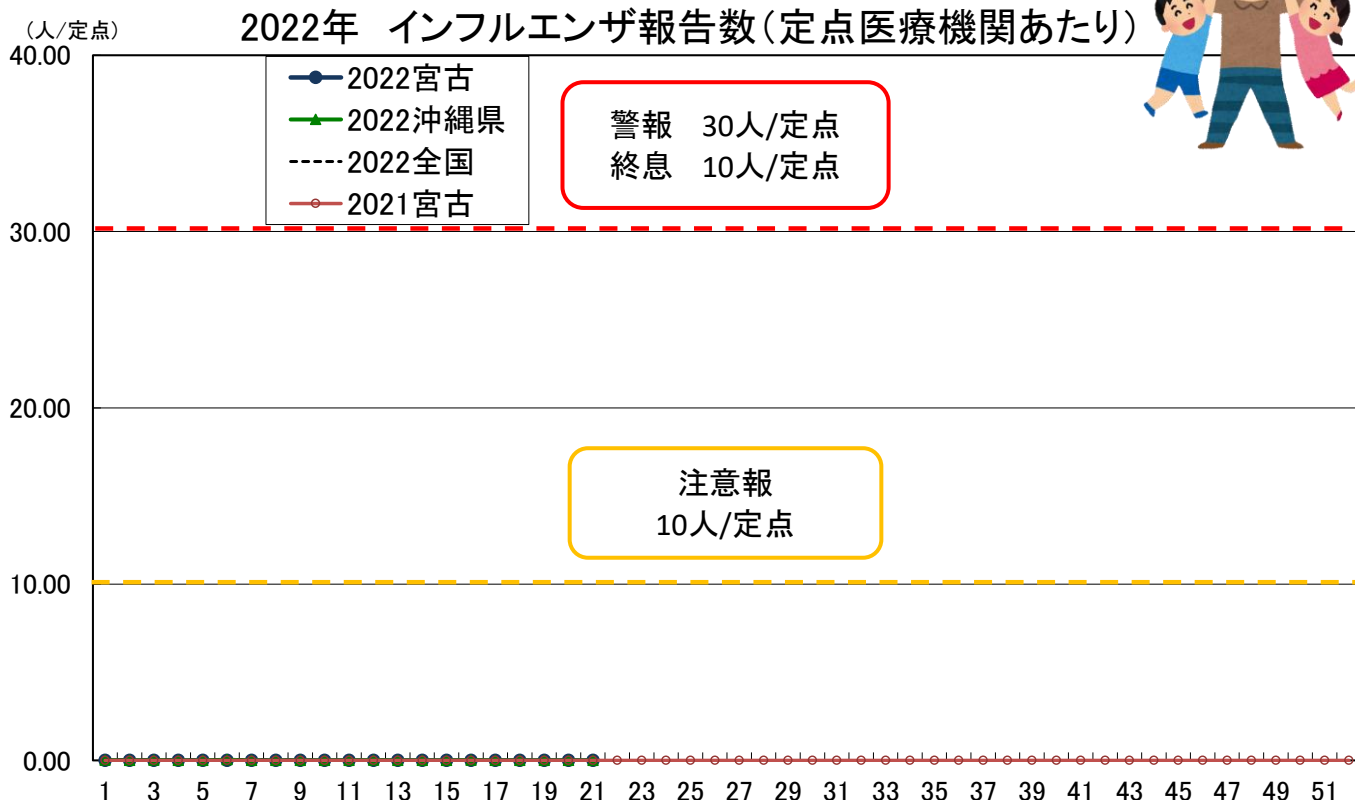 2022年 インフルエンザ報告数(定点医療機関あたり)
(人/定点)
40.00
30.00
20.00
10.00
0.00
2022宮古
2022沖縄県
2022全国
2021宮古
警報 30人/定点
終息 10人/定点
注意報
10人/定点
1 3 5 7 9 11 13 15 17 19 21 23 25 27 29 31 33 35 37 39 41 43 45 47 49 51